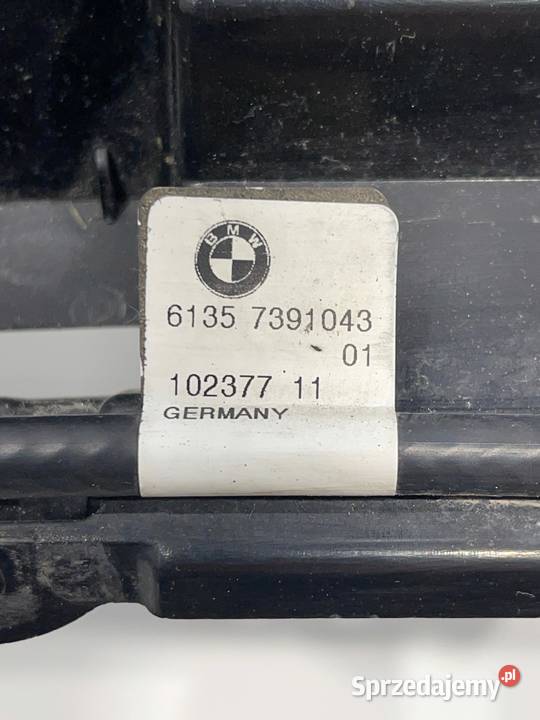 BMW
6135 7391043
01
102377 11
GERMANY
Sprzedajemy.pl